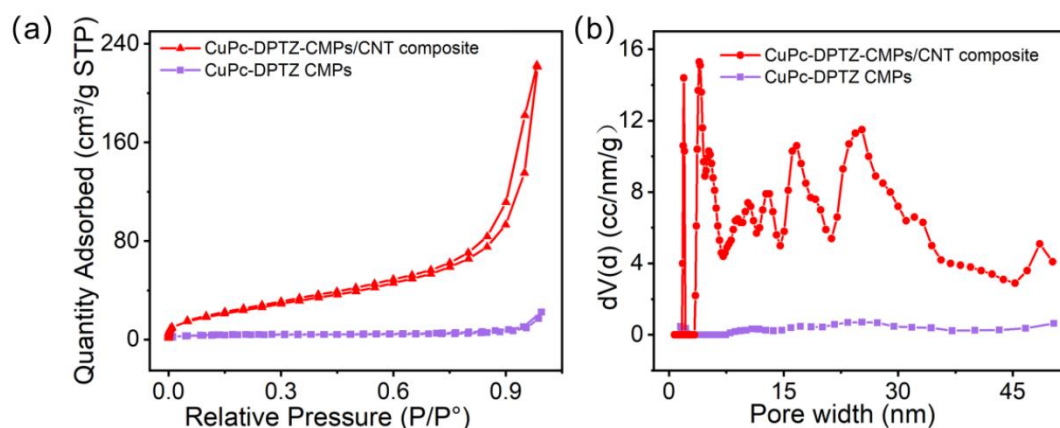 (a)
Quantity Adsorbed (cm³/g STP)
240
160
80
0
CuPc-DPTZ-CMPs/CNT composite
CuPc-DPTZ CMPs
0.0 0.3 0.6 0.9
Relative Pressure (P/P°)
(b)
dV(d) (cc/nm/g)
16
12
8
4
0
CuPc-DPTZ-CMPs/CNT composite
CuPc-DPTZ CMPs
0 15 30 45
Pore width (nm)